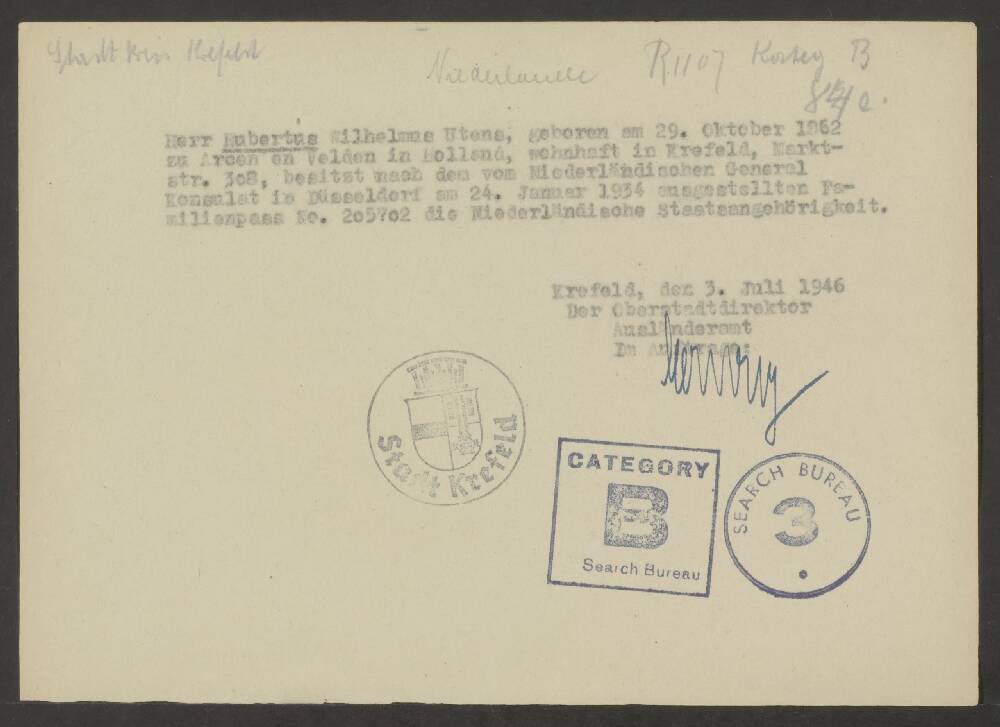 Stadtkreis Krefeld
Niederlande
R1107
B
Herr Hubertus Wilhelmus Utens, geboren am 29. Oktober 1862
zu Arcen en Velden in Holland, wohnhaft in Krefeld, Markt-
str. 308, besitzt nach dem vom Niederländischen General
Konsulat in Düsseldorf am 24. Januar 1934 ausgestellten Fa-
milienpass No. 205702 die Niederländische Staatsangehörigkeit.
Krefeld, den 3. Juli 1946
Der Oberstadtdirektor
Ausländeramt
Im Auftrage:
Stadt Krefeld
CATEGORY
B
Search Bureau
SEARCH BUREAU
3